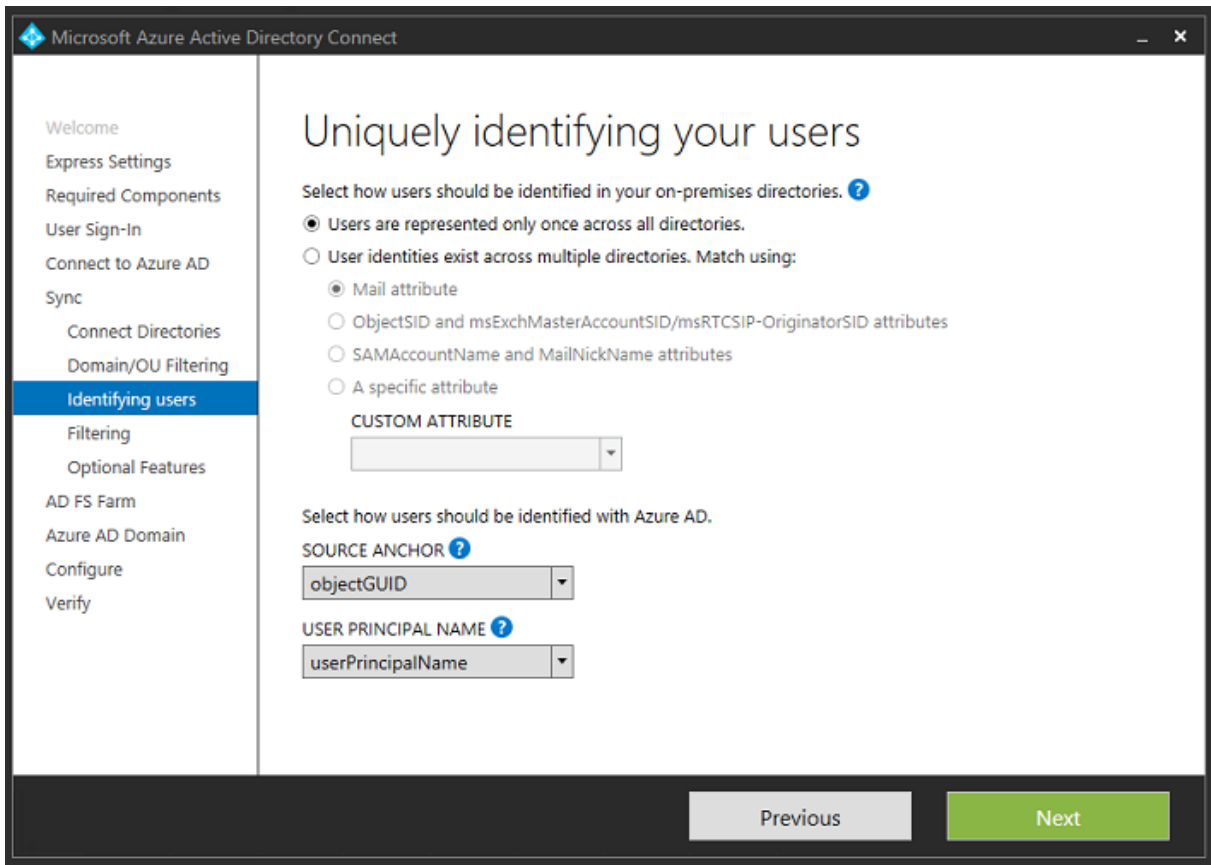 Microsoft Azure Active Directory Connect
Welcome
Express Settings
Required Components
User Sign-In
Connect to Azure AD
Sync
Connect Directories
Domain/OU Filtering
Identifying users
Filtering
Optional Features
AD FS Farm
Azure AD Domain
Configure
Verify
Uniquely identifying your users
Select how users should be identified in your on-premises directories. ?
Users are represented only once across all directories.
User identities exist across multiple directories. Match using:
Mail attribute
ObjectSID and msExchMasterAccountSID/msRTCSIP-OriginatorSID attributes
SAMAccountName and MailNickName attributes
A specific attribute
CUSTOM ATTRIBUTE
Select how users should be identified with Azure AD.
SOURCE ANCHOR ?
objectGUID
USER PRINCIPAL NAME ?
userPrincipalName
Previous
Next